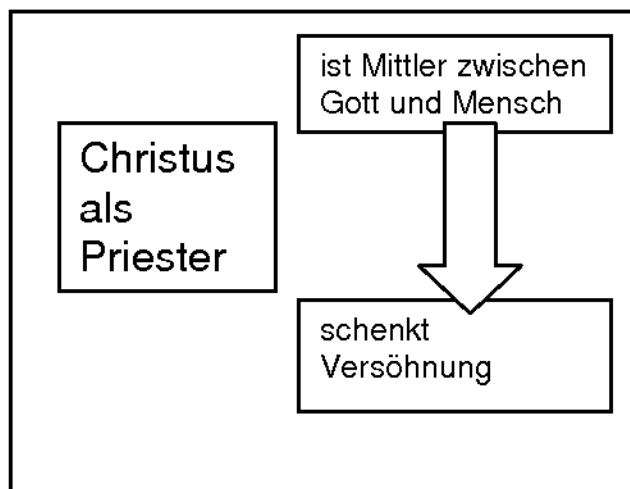 ist Mittler zwischen
Gott und Mensch
Christus
als
Priester
schenkt
Versöhnung